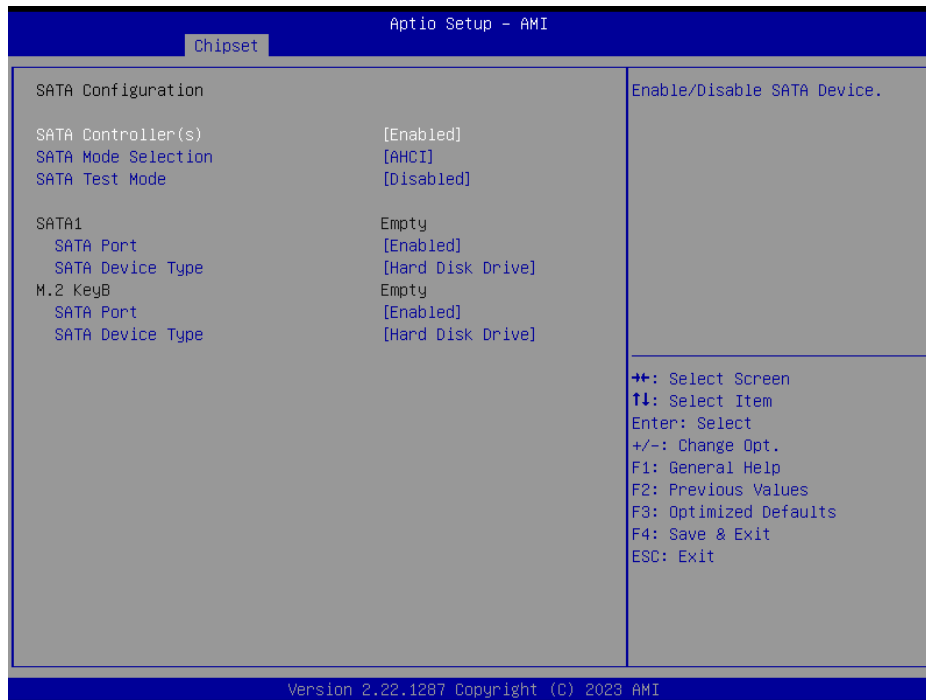 Aptio Setup – AMI
Chipset
SATA Configuration
SATA Controller(s) [Enabled]
SATA Mode Selection [AHCI]
SATA Test Mode [Disabled]
SATA1 Empty
SATA Port [Enabled]
SATA Device Type [Hard Disk Drive]
M.2 KeyB Empty
SATA Port [Enabled]
SATA Device Type [Hard Disk Drive]
Enable/Disable SATA Device.
→←: Select Screen
↑↓: Select Item
Enter: Select
+/-: Change Opt.
F1: General Help
F2: Previous Values
F3: Optimized Defaults
F4: Save & Exit
ESC: Exit
Version 2.22.1287 Copyright (C) 2023 AMI